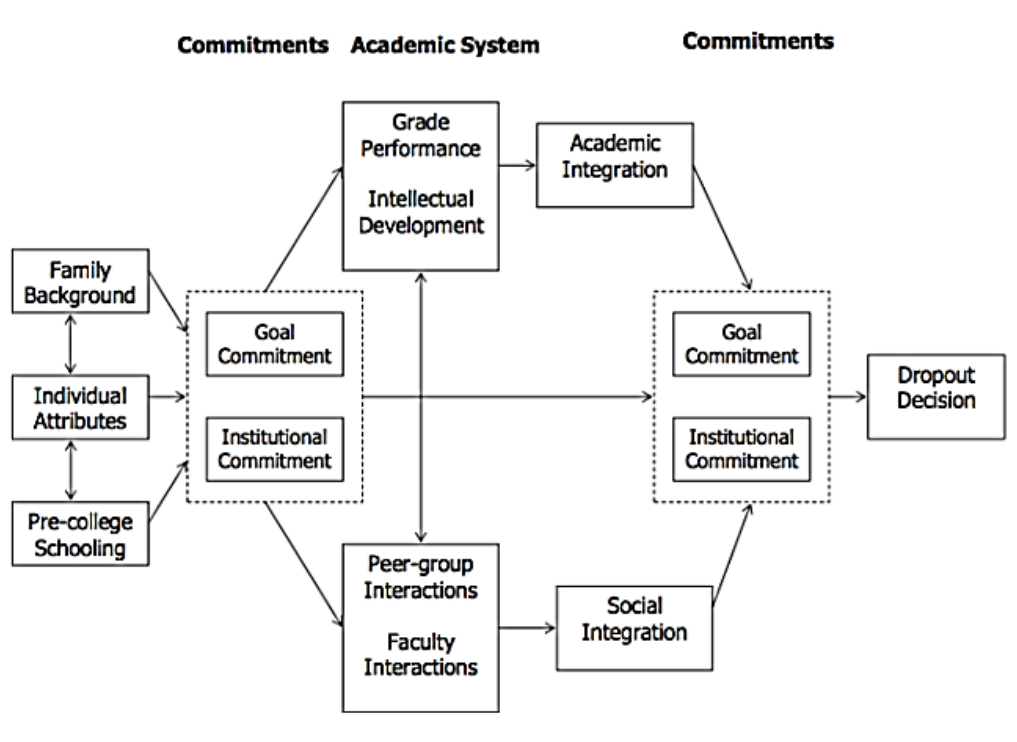 Commitments
Academic System
Commitments
Grade
Performance
Intellectual
Development
Academic
Integration
Family
Background
Individual
Attributes
Pre-college
Schooling
Goal
Commitment
Institutional
Commitment
Goal
Commitment
Institutional
Commitment
Dropout
Decision
Peer-group
Interactions
Faculty
Interactions
Social
Integration